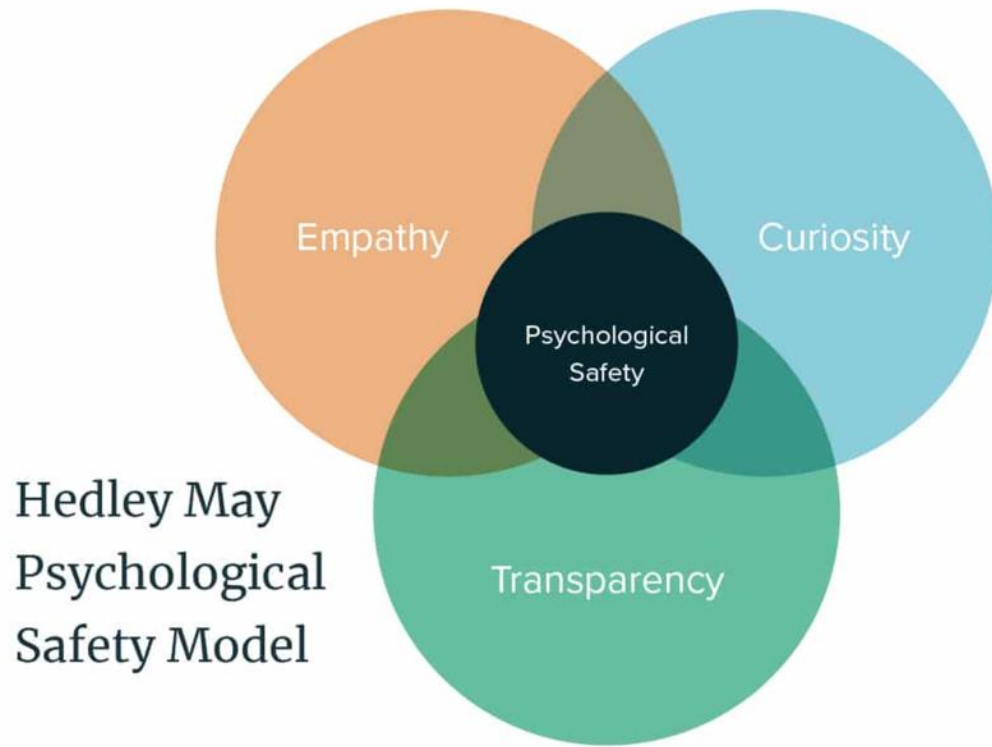 Empathy
Curiosity
Psychological
Safety
Transparency
Hedley May
Psychological
Safety Model